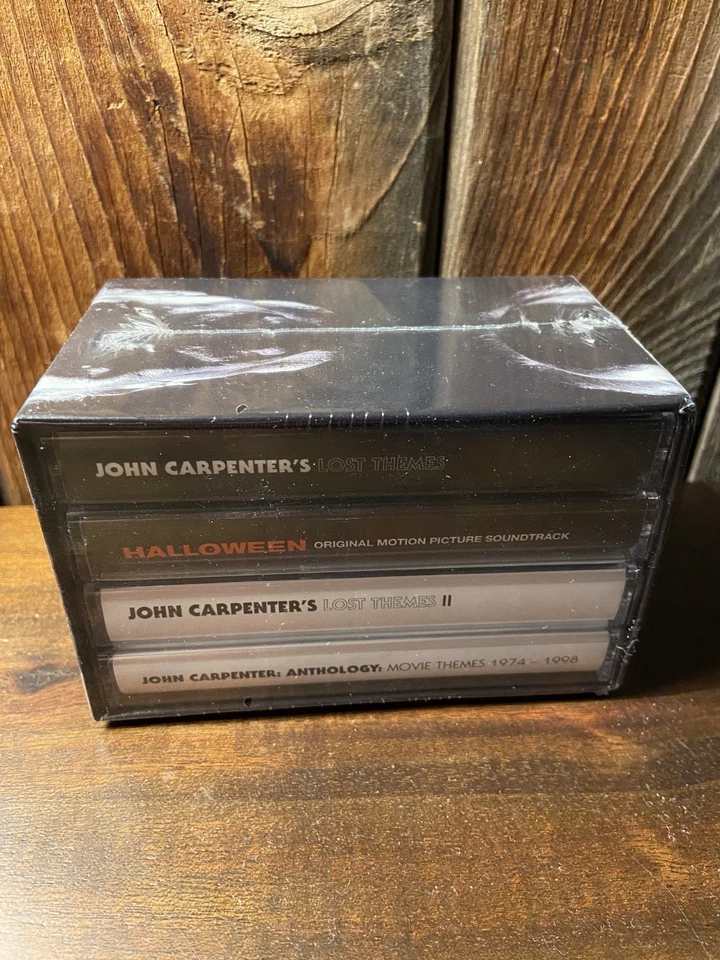 JOHN CARPENTER'S LOST THEMES
HALLOWEEN ORIGINAL MOTION PICTURE SOUNDTRACK
JOHN CARPENTER'S LOST THEMES II
JOHN CARPENTER: ANTHOLOGY: MOVIE THEMES 1974 – 1998